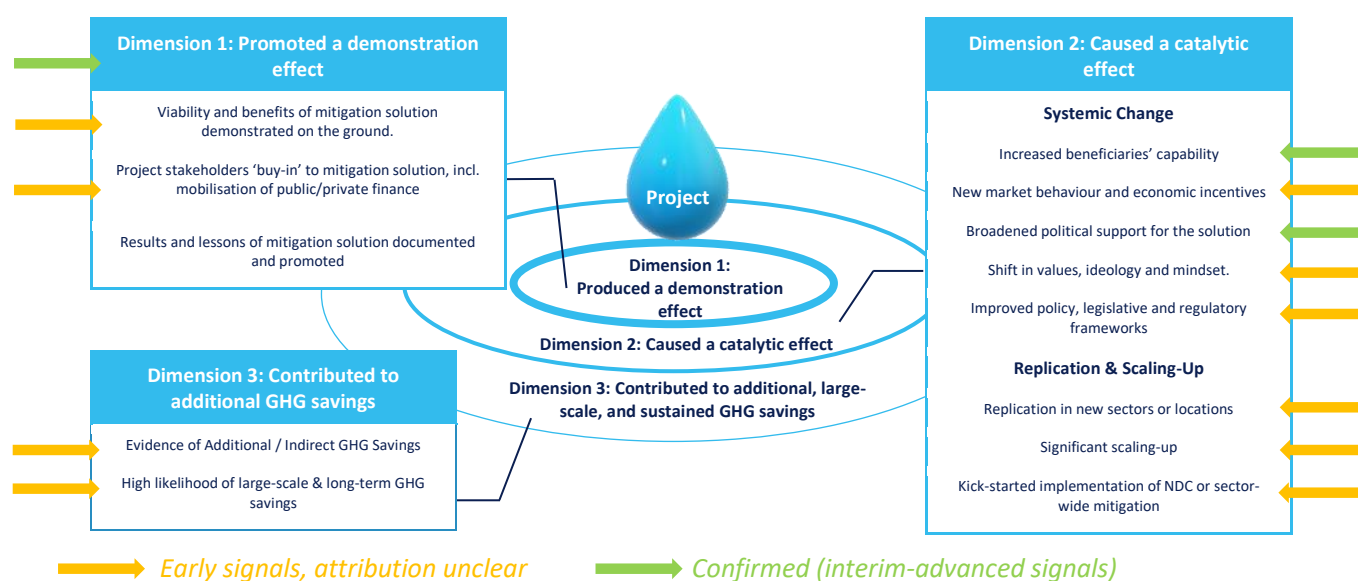 Dimension 1: Promoted a demonstration
effect
Viability and benefits of mitigation solution
demonstrated on the ground.
Project stakeholders ‘buy-in’ to mitigation solution, incl.
mobilisation of public/private finance
Results and lessons of mitigation solution documented
and promoted
Dimension 3: Contributed to
additional GHG savings
Evidence of Additional / Indirect GHG Savings
High likelihood of large-scale & long-term GHG
savings
Project
Dimension 1:
Produced a demonstration
effect
Dimension 2: Caused a catalytic effect
Dimension 3: Contributed to additional, large-
scale, and sustained GHG savings
Dimension 2: Caused a catalytic
effect
Systemic Change
Increased beneficiaries’ capability
New market behaviour and economic incentives
Broadened political support for the solution
Shift in values, ideology and mindset.
Improved policy, legislative and regulatory
frameworks
Replication & Scaling-Up
Replication in new sectors or locations
Significant scaling-up
Kick-started implementation of NDC or sector-
wide mitigation
Early signals, attribution unclear
Confirmed (interim-advanced signals)